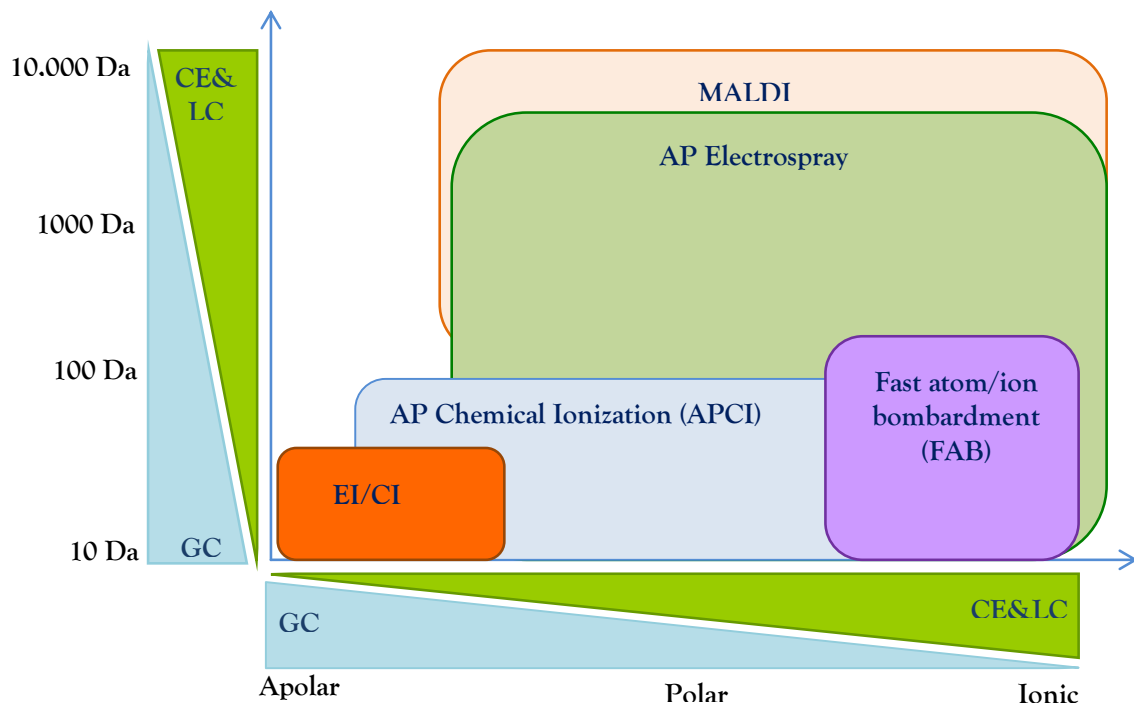 10.000 Da
CE&
LC
MALDI
AP Electrospray
1000 Da
100 Da
Fast atom/ion
bombardment
(FAB)
AP Chemical Ionization (APCI)
EI/CI
10 Da
GC
GC
CE&LC
Apolar
Polar
Ionic